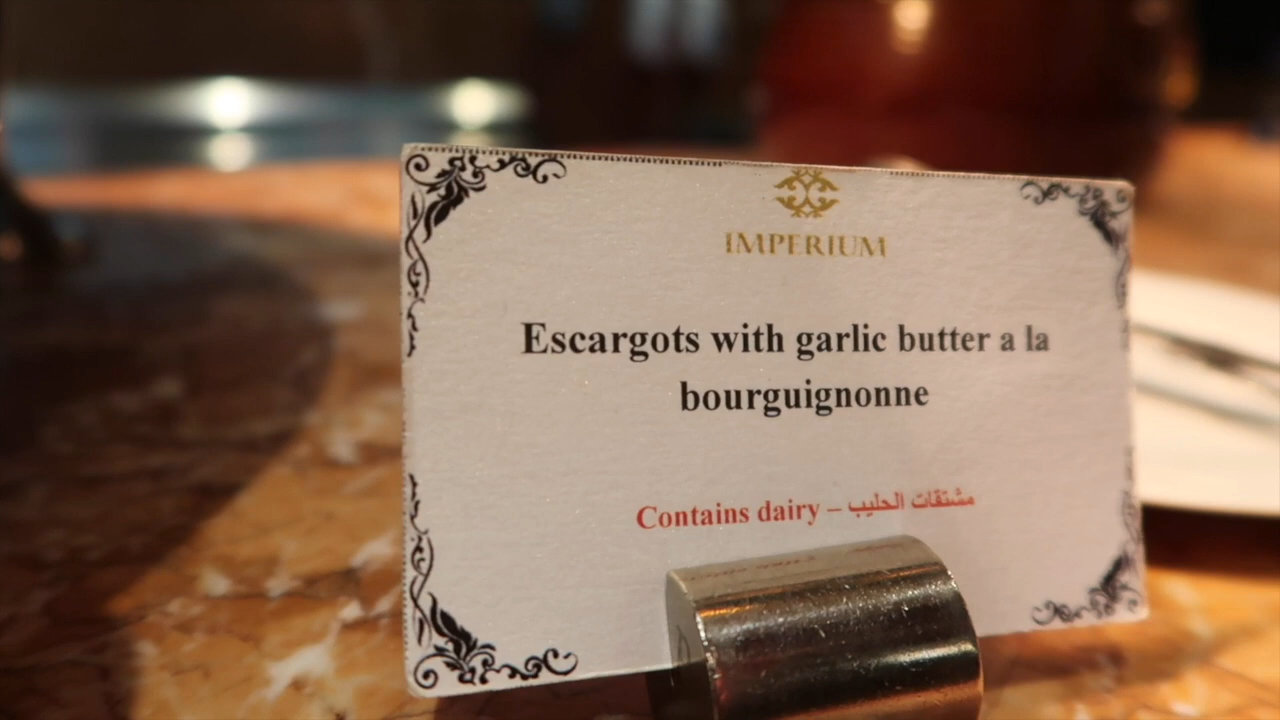 IMPERIUM
Escargots with garlic butter a la
bourguignonne
Contains dairy – مشتقات الحليب